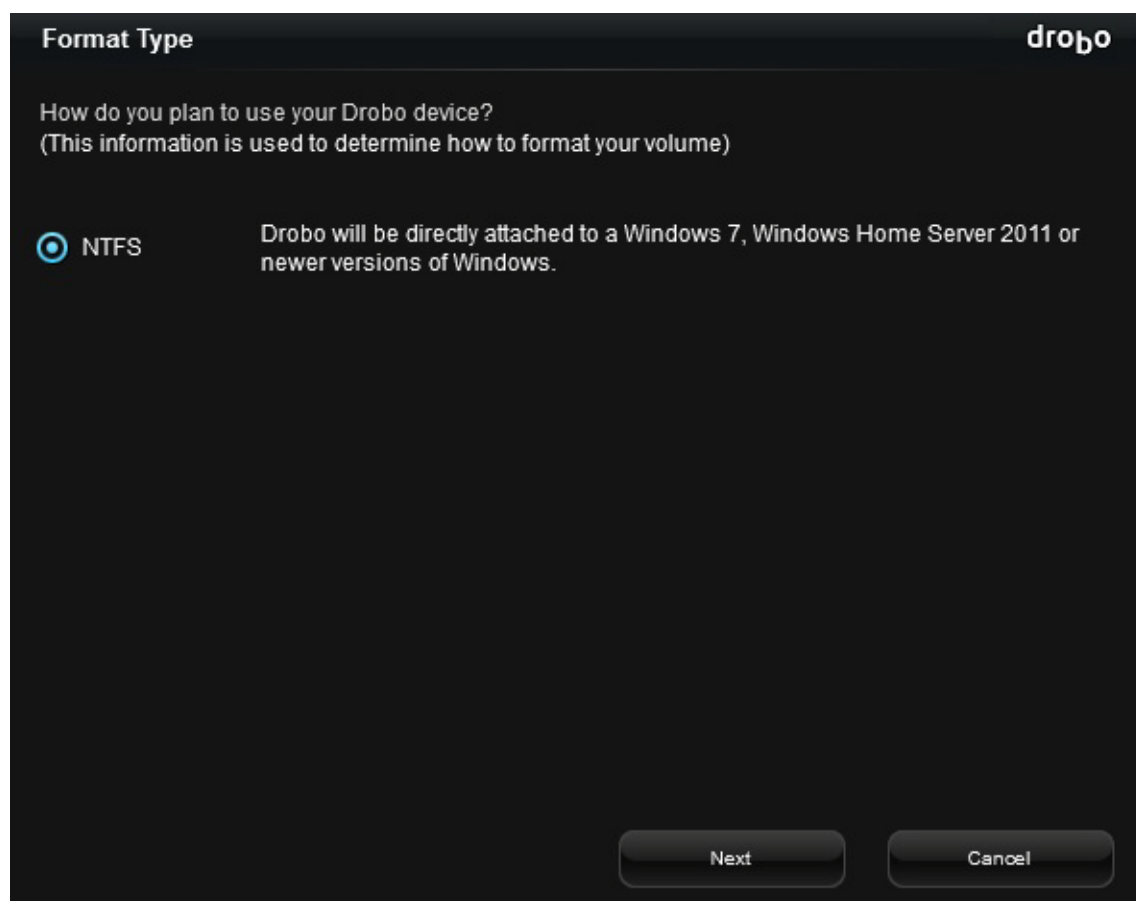 Format Type
drobo
How do you plan to use your Drobo device?
(This information is used to determine how to format your volume)
NTFS
Drobo will be directly attached to a Windows 7, Windows Home Server 2011 or
newer versions of Windows.
Next
Cancel